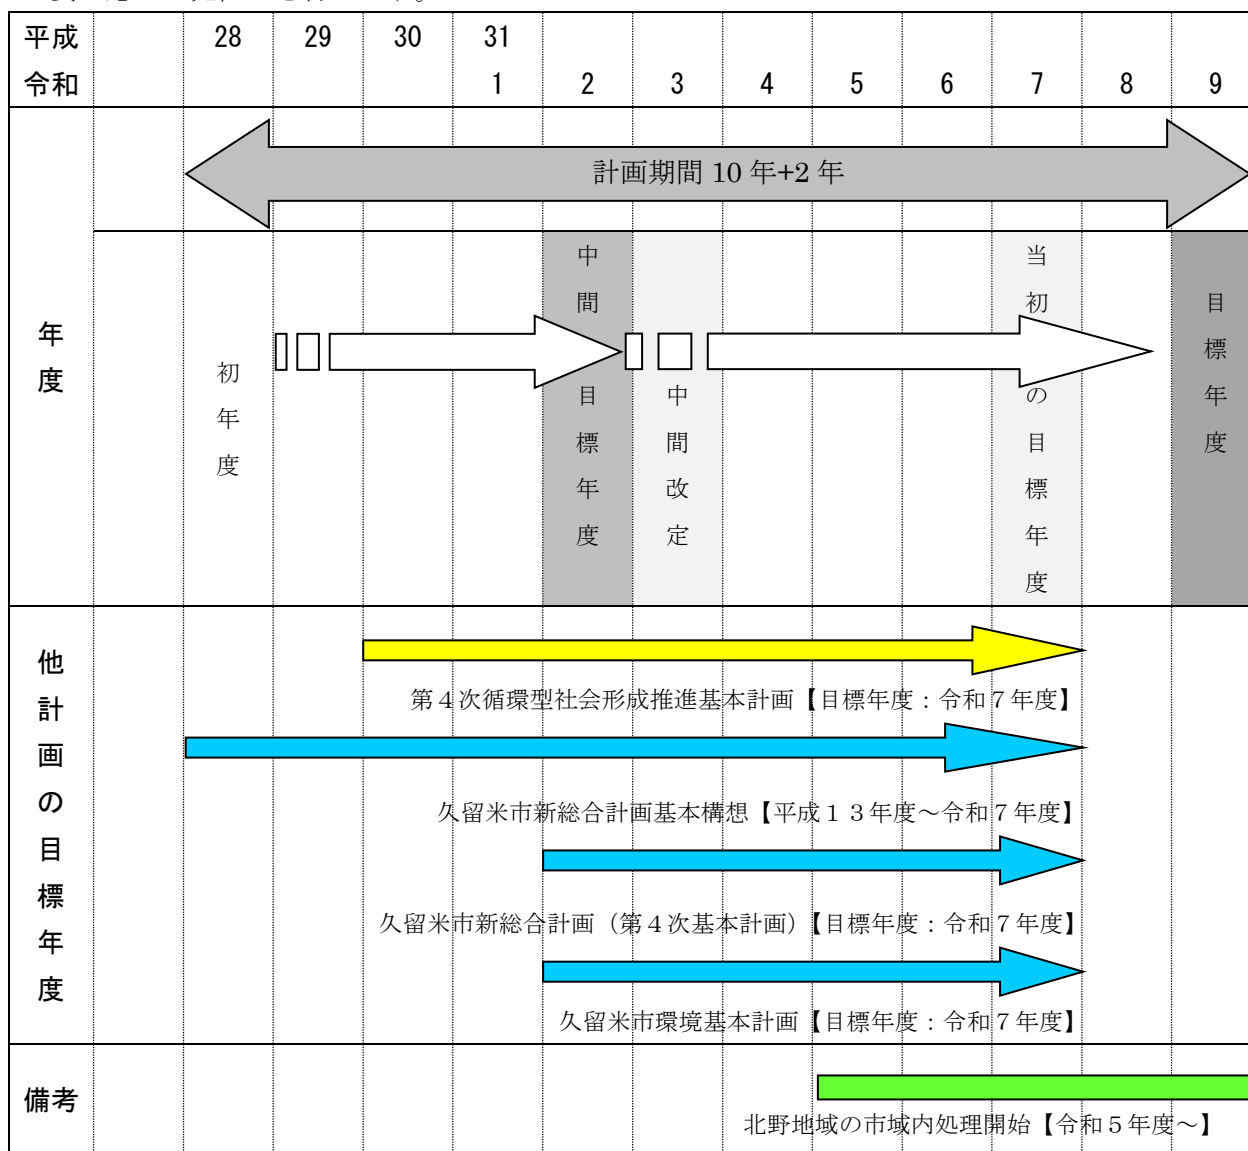 平成 28 29 30 31
令和 1 2 3 4 5 6 7 8 9
計画期間 10 年+2 年
年度
初年度
中間目標年度
中間改定
当初の目標年度
目標年度
他計画の目標年度
第４次循環型社会形成推進基本計画【目標年度：令和７年度】
久留米市新総合計画基本構想【平成１３年度～令和７年度】
久留米市新総合計画（第４次基本計画）【目標年度：令和７年度】
久留米市環境基本計画【目標年度：令和７年度】
備考
北野地域の市域内処理開始【令和５年度～】